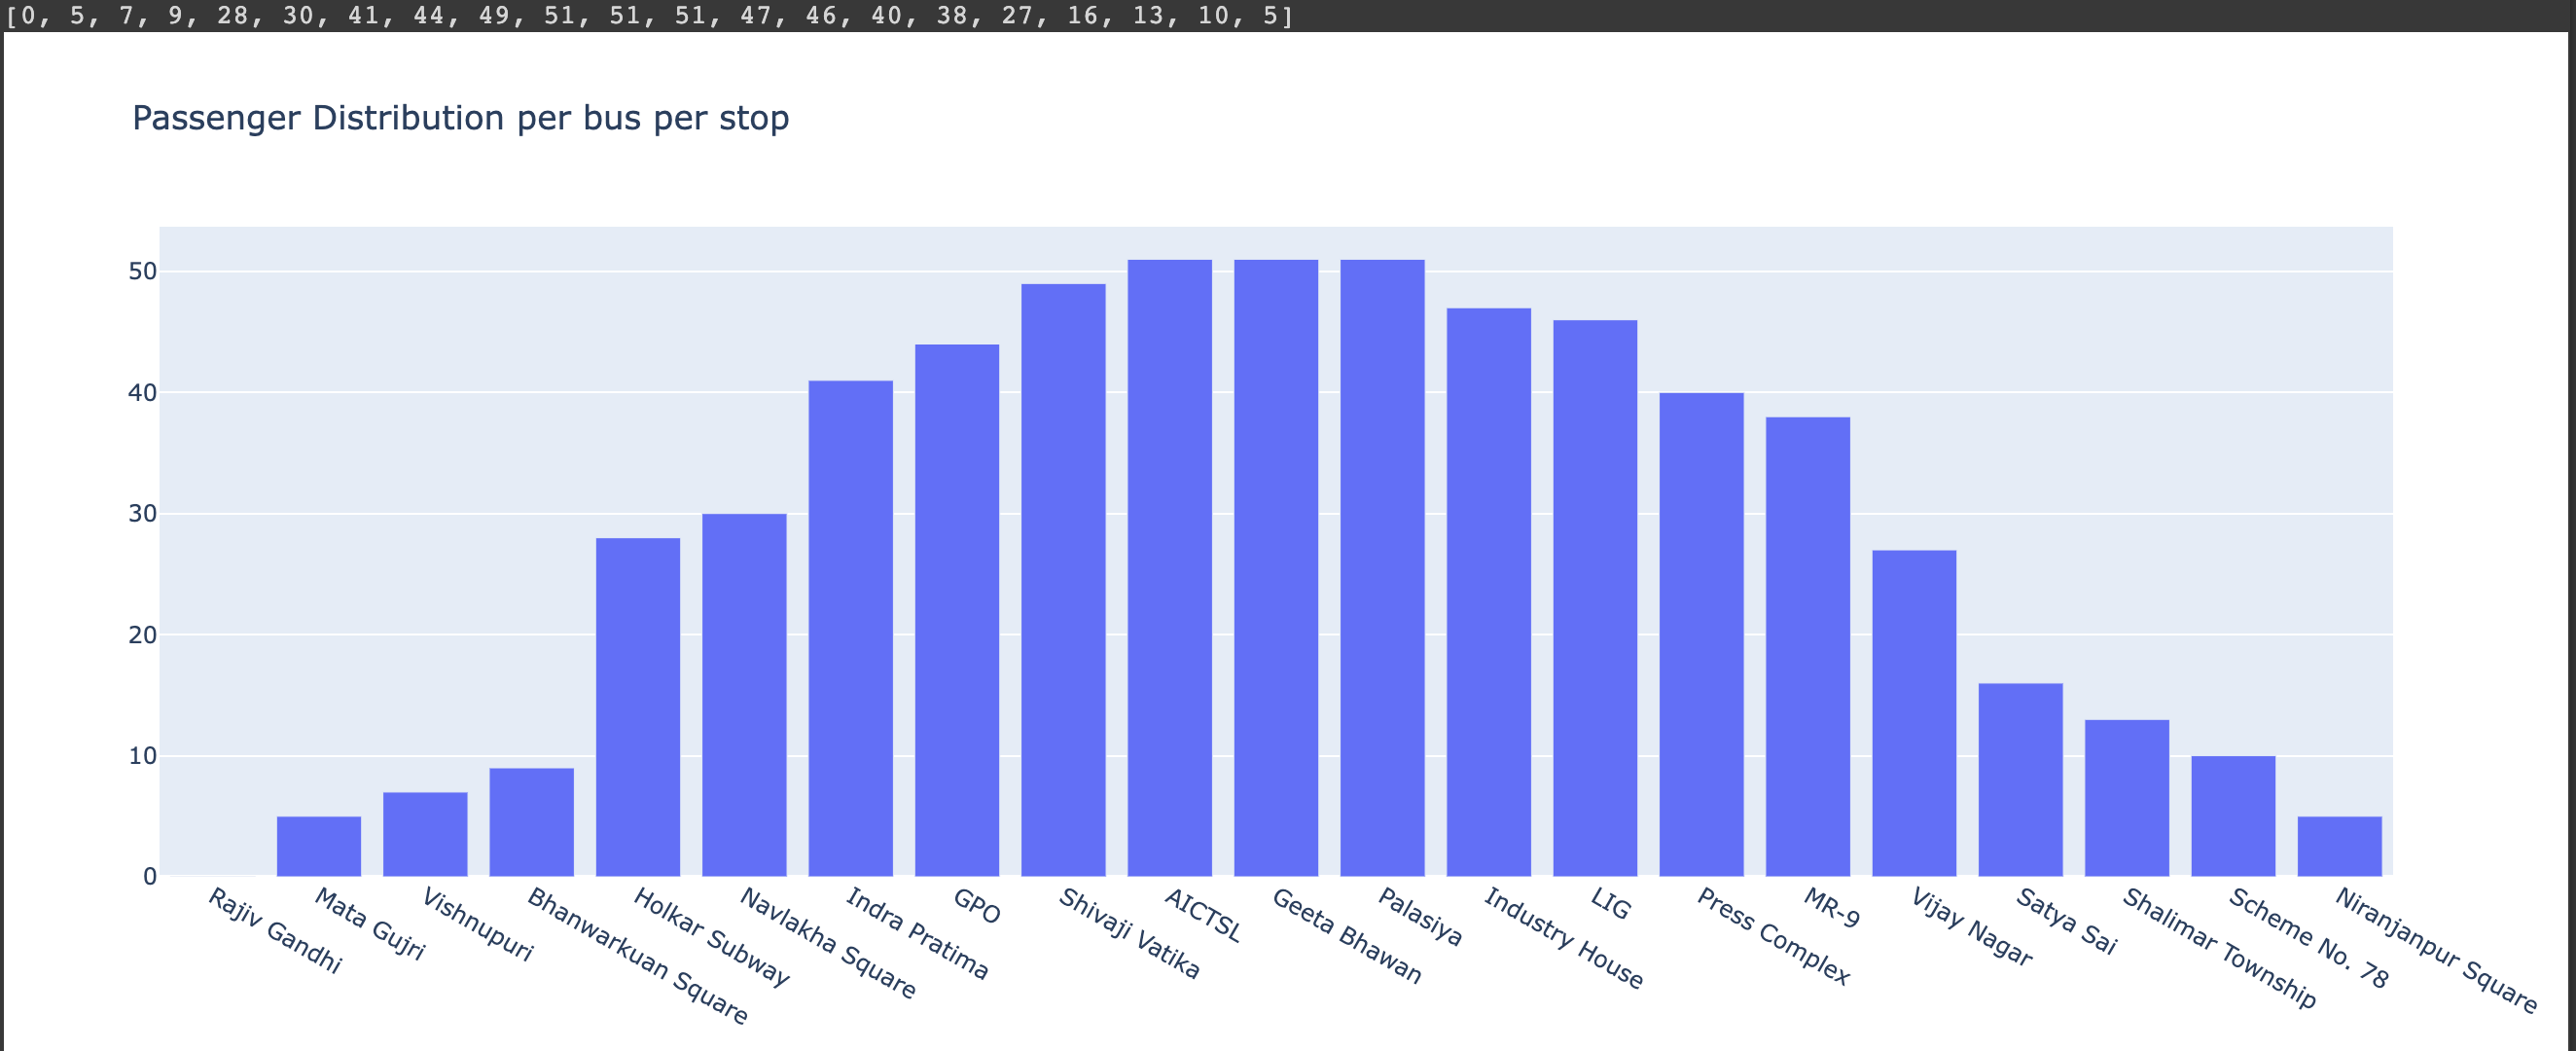 [0, 5, 7, 9, 28, 30, 41, 44, 49, 51, 51, 51, 47, 46, 40, 38, 27, 16, 13, 10, 5]
Passenger Distribution per bus per stop
50
40
30
20
10
0
Rajiv Gandhi
Mata Gujri
Vishnupuri
Bhanwarkuan Square
Holkar Subway
Navlakha Square
Indra Pratima
GPO
Shivaji Vatika
AICTSL
Geeta Bhawan
Palasiya
Industry House
LIG
Press Complex
MR-9
Vijay Nagar
Satya Sai
Shalimar Township
Scheme No. 78
Niranjanpur Square